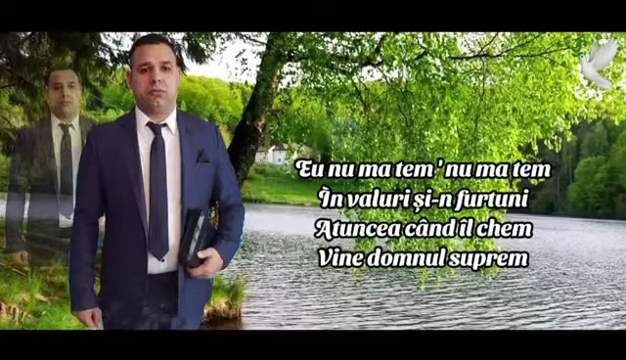 Eu nu ma tem ' nu ma tem
În valuri și-n furtuni
Atuncea când îl chem
Vine domnul suprem